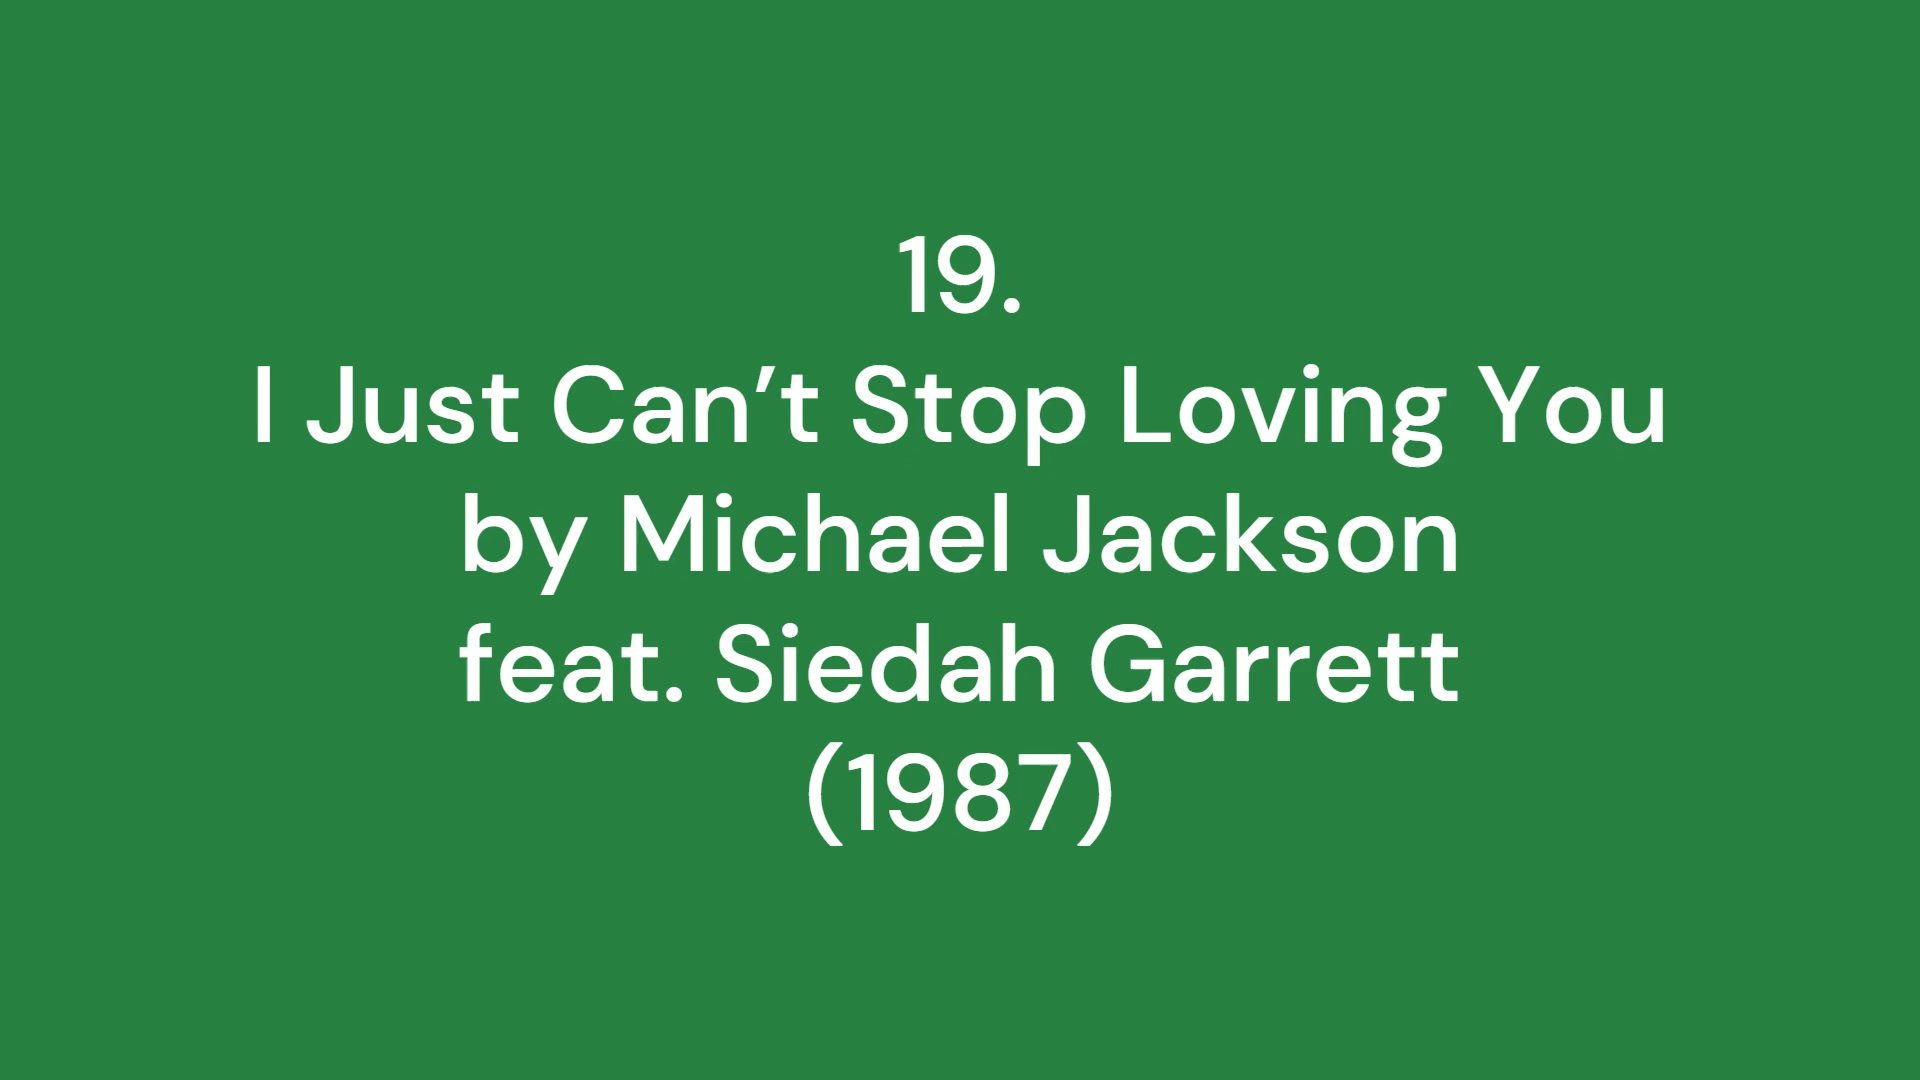 19.
I Just Can’t Stop Loving You
by Michael Jackson
feat. Siedah Garrett
(1987)